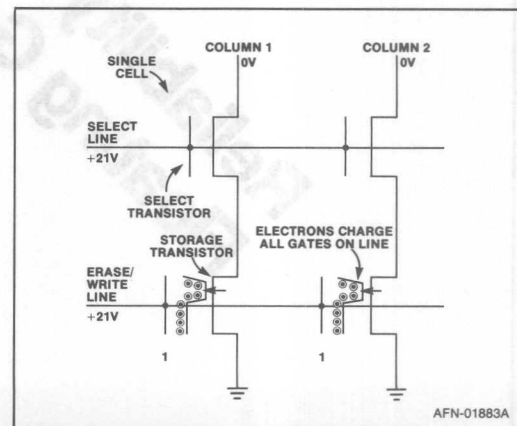 COLUMN 1
0V
COLUMN 2
0V
SINGLE
CELL
SELECT
LINE
+21V
SELECT
TRANSISTOR
STORAGE
TRANSISTOR
ELECTRONS CHARGE
ALL GATES ON LINE
ERASE/
WRITE
LINE
+21V
1
1
AFN-01883A